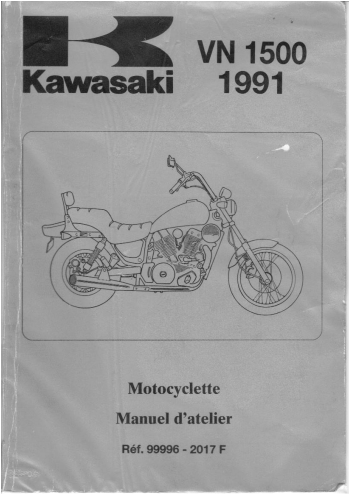 VN 1500
Kawasaki 1991
Motocyclette
Manuel d'atelier
Réf. 99996 - 2017 F